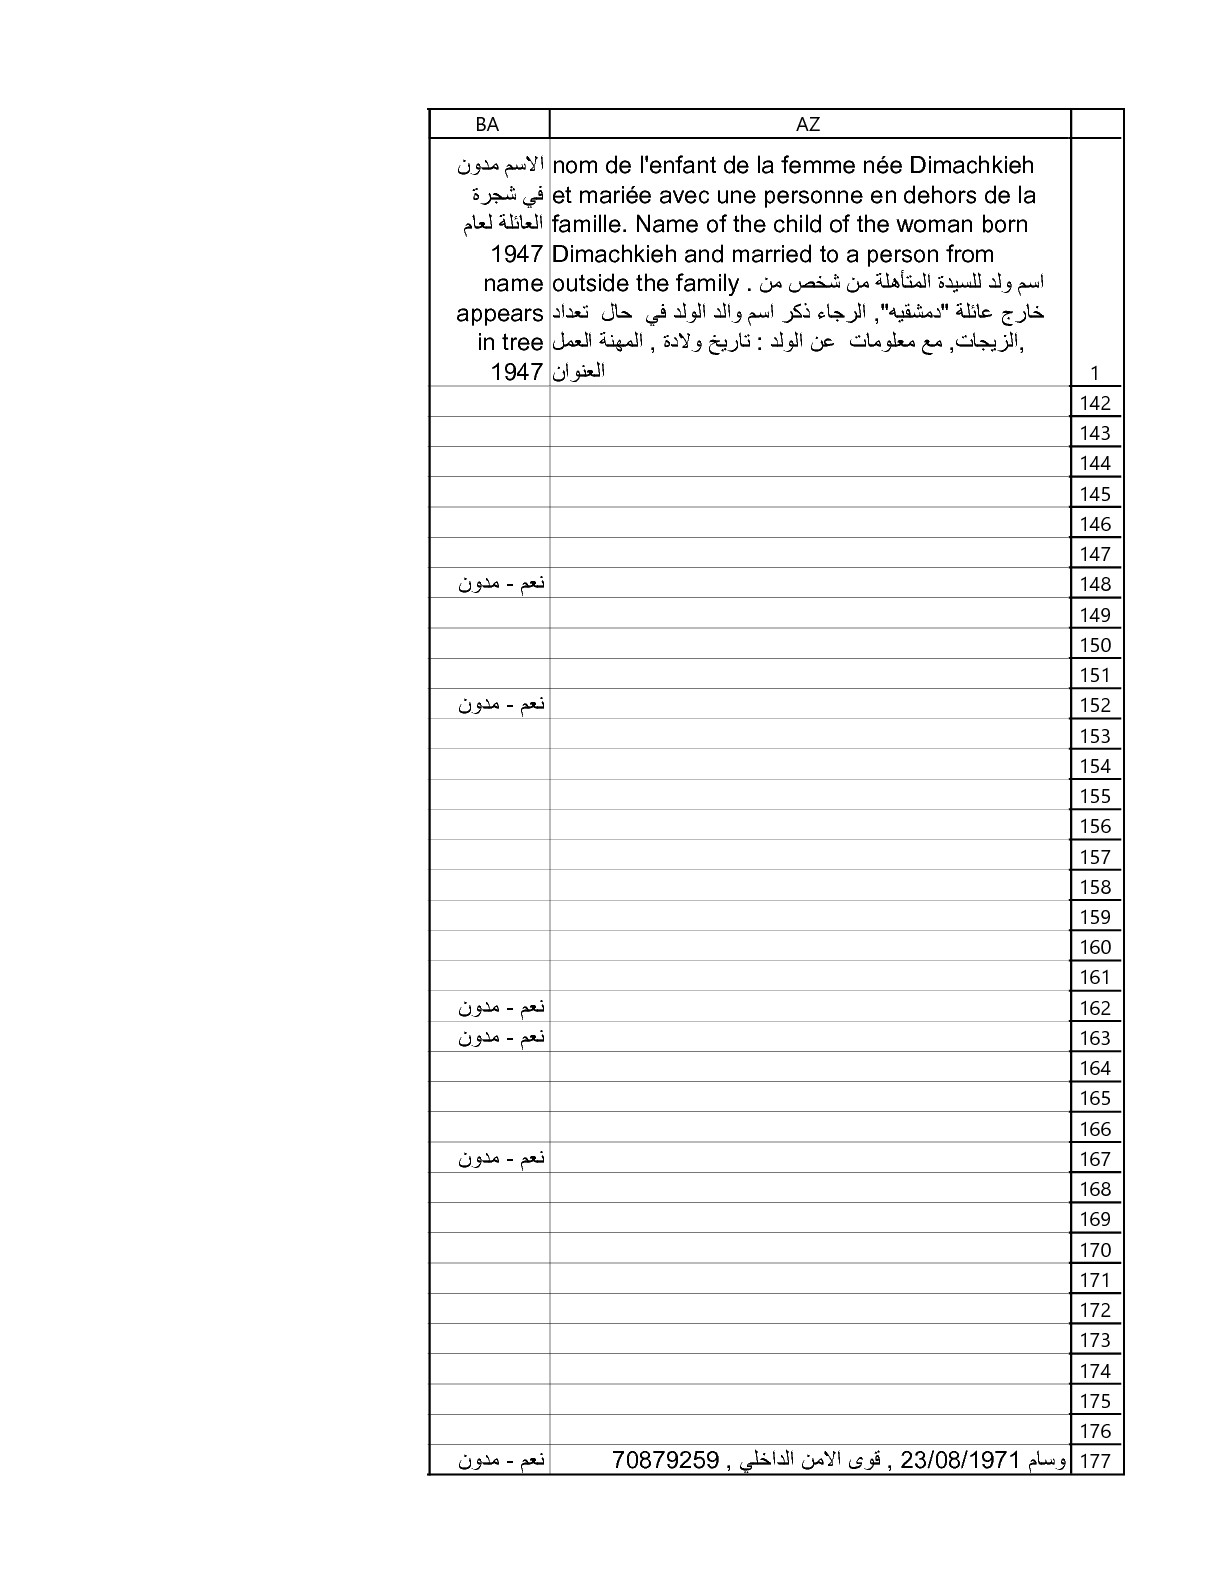 BA AZ
الاسم مدون
في شجرة
العائلة لعام
1947
name
appears
in tree
1947
nom de l'enfant de la femme née Dimachkieh
et mariée avec une personne en dehors de la
famille. Name of the child of the woman born
Dimachkieh and married to a person from
outside the family . اسم ولد للسيدة المتأهلة من شخص من
خارج عائلة "دمشقيه", الرجاء ذكر اسم والد الولد في حال تعداد
الزيجات, مع معلومات عن الولد : تاريخ ولادة , المهنة العمل,
العنوان
1
142
143
144
145
146
147
148 نعم - مدون
149
150
151
152 نعم - مدون
153
154
155
156
157
158
159
160
161
162 نعم - مدون
163 نعم - مدون
164
165
166
167 نعم - مدون
168
169
170
171
172
173
174
175
176
177 وسام 23/08/1971 , قوى الامن الداخلي , 70879259 نعم - مدون